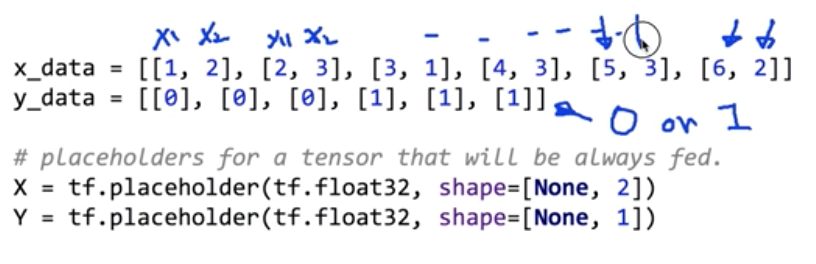 x1 x2 x1 x2
x_data = [[1, 2], [2, 3], [3, 1], [4, 3], [5, 3], [6, 2]]
y_data = [[0], [0], [0], [1], [1], [1]]
0 or 1
# placeholders for a tensor that will be always fed.
X = tf.placeholder(tf.float32, shape=[None, 2])
Y = tf.placeholder(tf.float32, shape=[None, 1])